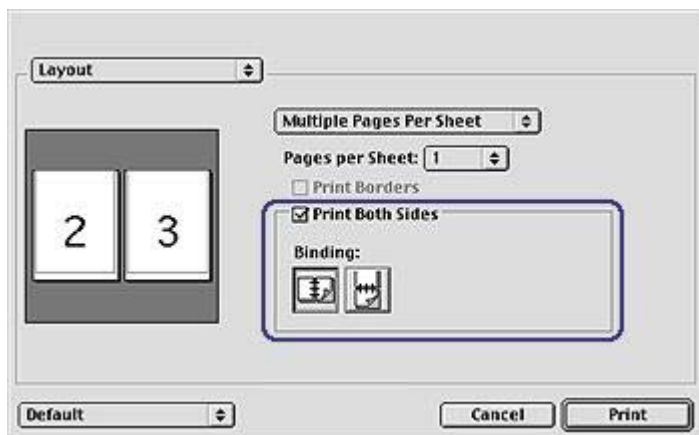 Layout
Multiple Pages Per Sheet
Pages per Sheet: 1
Print Borders
2 3
Print Both Sides
Binding:
Default
Cancel
Print